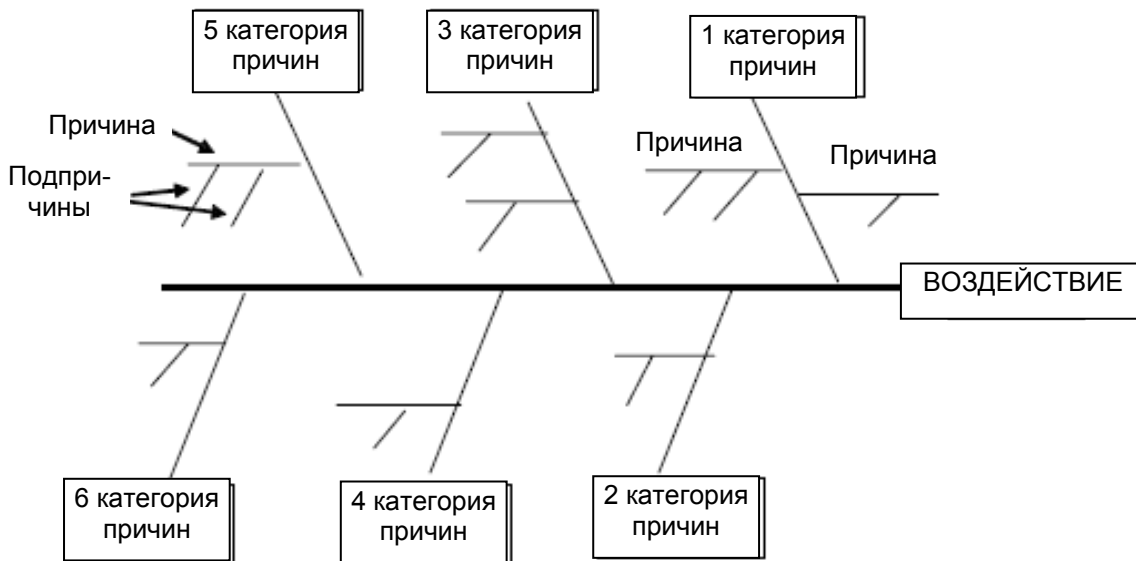 5 категория
причин
3 категория
причин
1 категория
причин
Причина
Причина
Причина
Подпри-
чины
ВОЗДЕЙСТВИЕ
6 категория
причин
4 категория
причин
2 категория
причин